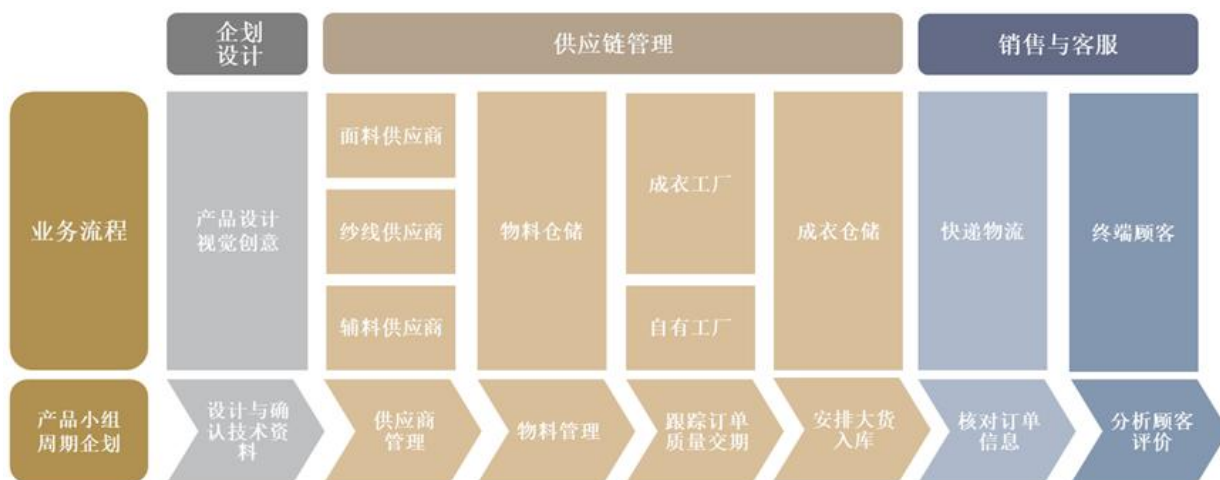 企划
设计
供应链管理
销售与客服
业务流程
产品设计
视觉创意
面料供应商
纱线供应商
辅料供应商
物料仓储
成衣工厂
自有工厂
成衣仓储
快递物流
终端顾客
产品小组
周期企划
设计与确
认技术资
料
供应商
管理
物料管理
跟踪订单
质量交期
安排大货
入库
核对订单
信息
分析顾客
评价